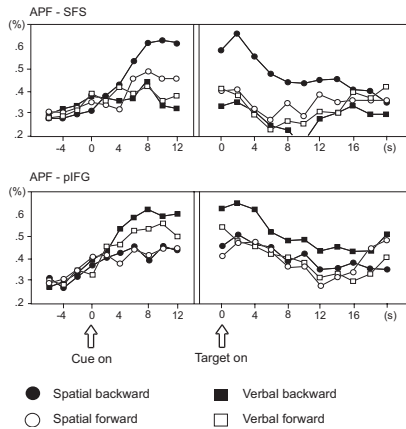 APF - SFS
(%)
.6
.5
.4
.3
.2
-4 0 4 8 12 0 4 8 12 16 (s)
APF - pIFG
(%)
.6
.5
.4
.3
.2
-4 0 4 8 12 0 4 8 12 16 (s)
Cue on Target on
Spatial backward Verbal backward
Spatial forward Verbal forward